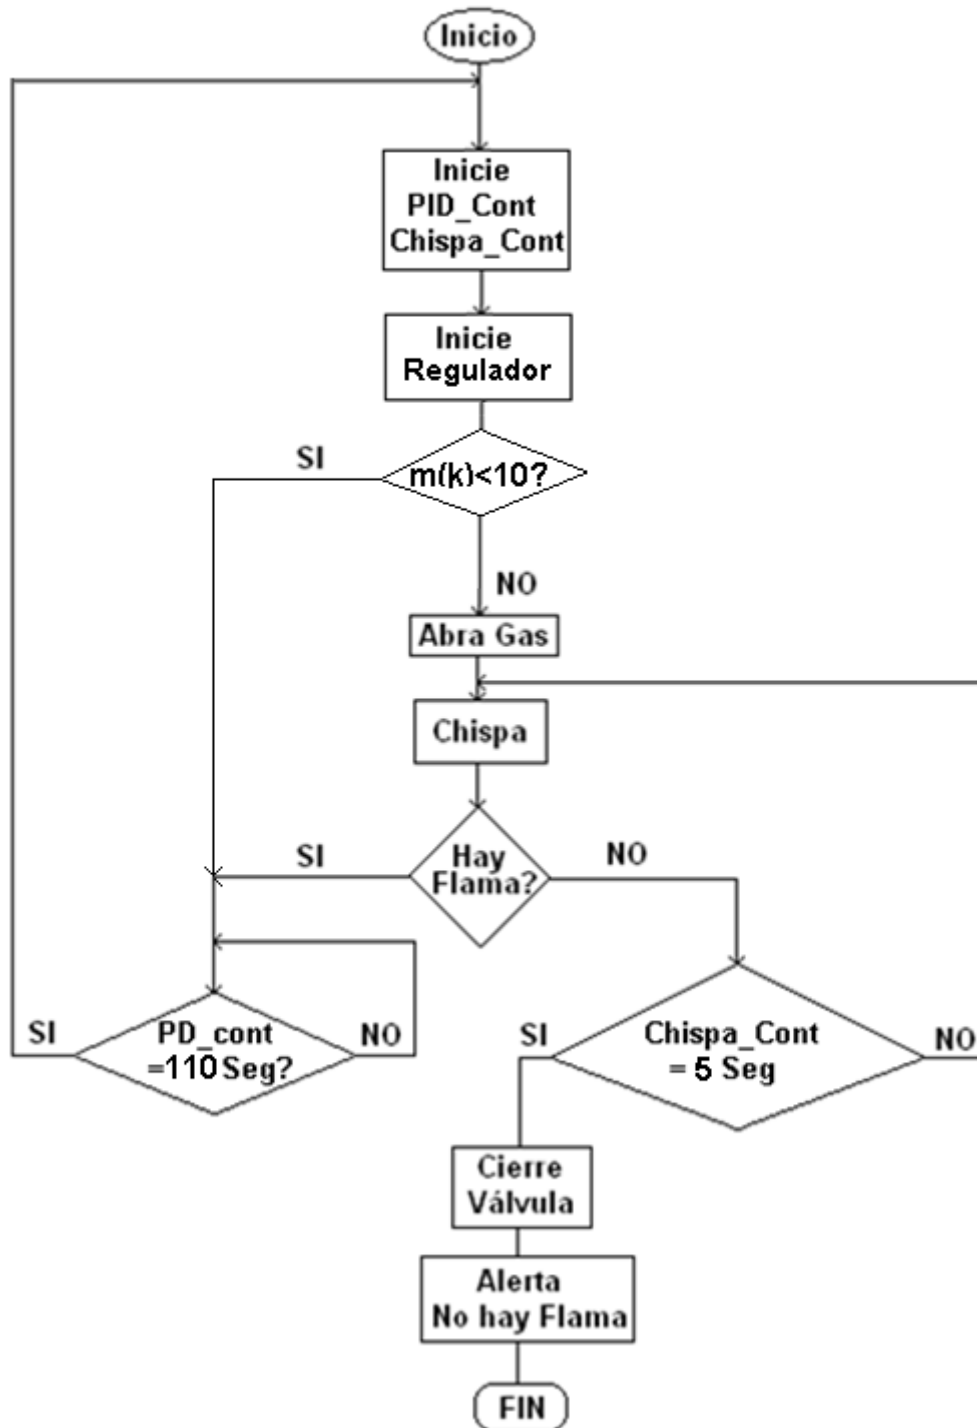 Inicio
Inicie
PID_Cont
Chispa_Cont
Inicie
Regulador
SI
m(k)<10?
NO
Abra Gas
Chispa
SI
Hay
Flama?
NO
SI
PD_cont
=110 Seg?
NO
SI
Chispa_Cont
= 5 Seg
NO
Cierre
Válvula
Alerta
No hay Flama
FIN